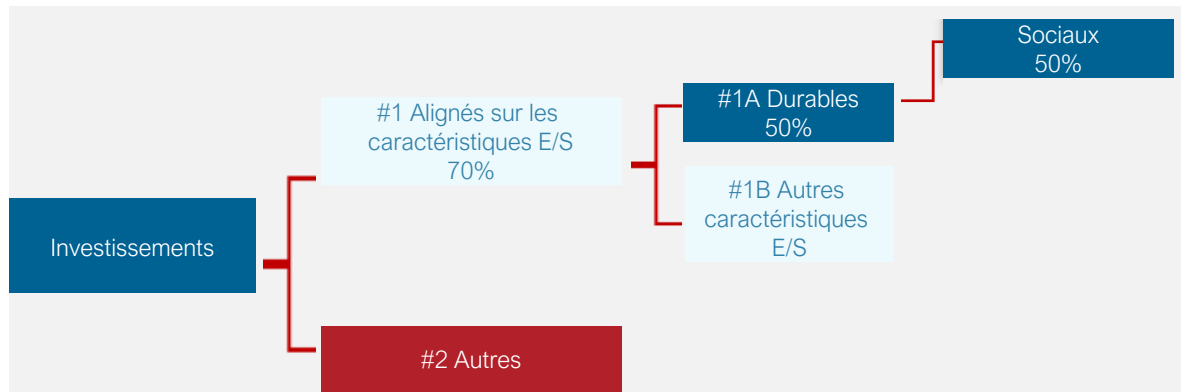 Investissements
#1 Alignés sur les
caractéristiques E/S
70%
#2 Autres
#1A Durables
50%
#1B Autres
caractéristiques
E/S
Sociaux
50%